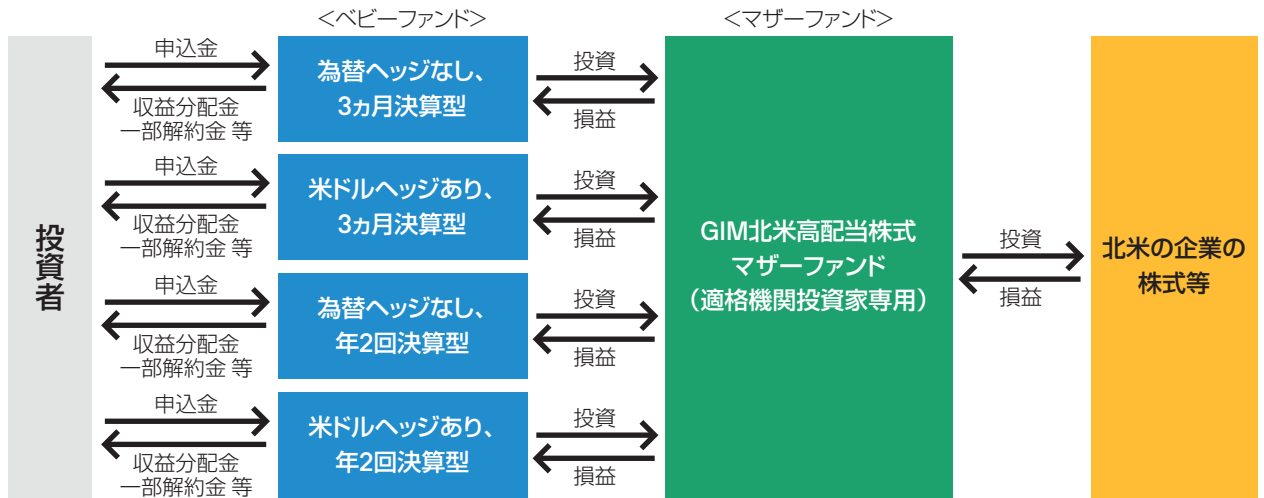 <ベビーファンド>
<マザーファンド>
投資者
申込金
収益分配金
一部解約金 等
為替ヘッジなし、
3ヵ月決算型
投資
損益
申込金
収益分配金
一部解約金 等
米ドルヘッジあり、
3ヵ月決算型
投資
損益
申込金
収益分配金
一部解約金 等
為替ヘッジなし、
年2回決算型
投資
損益
申込金
収益分配金
一部解約金 等
米ドルヘッジあり、
年2回決算型
投資
損益
GIM北米高配当株式
マザーファンド
（適格機関投資家専用）
投資
損益
北米の企業の
株式等